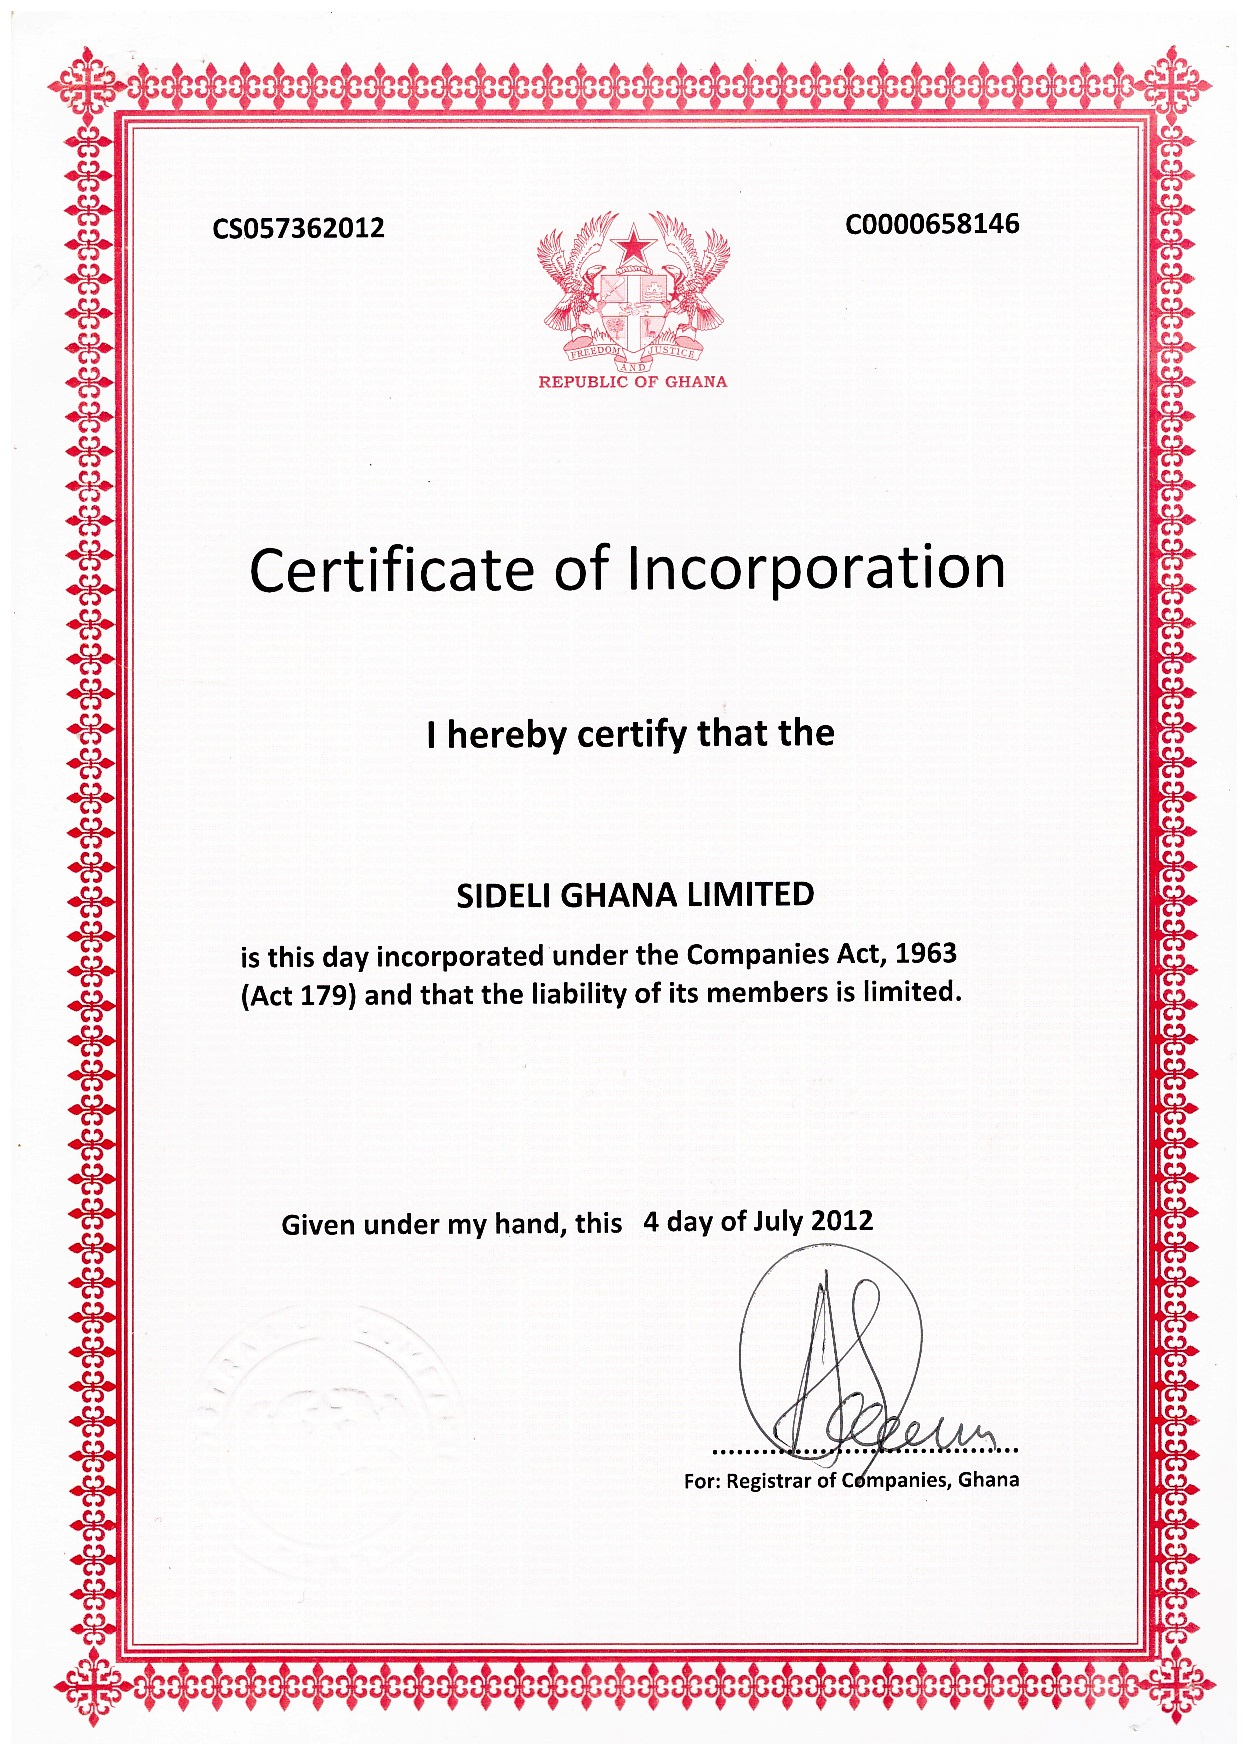 CS057362012
C0000658146
FREEDOM AND JUSTICE
REPUBLIC OF GHANA
Certificate of Incorporation
I hereby certify that the
SIDELI GHANA LIMITED
is this day incorporated under the Companies Act, 1963
(Act 179) and that the liability of its members is limited.
Given under my hand, this 4 day of July 2012
For: Registrar of Companies, Ghana